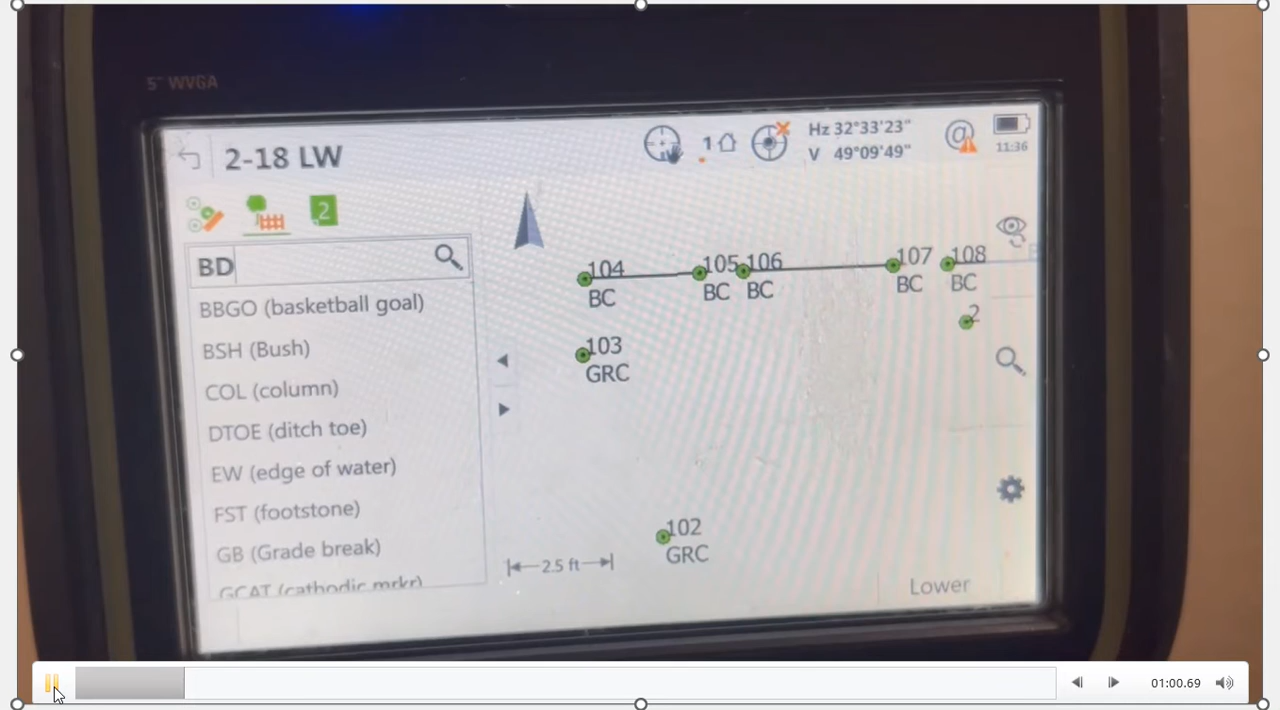 5" WVGA
2-18 LW
1
Hz 32°33'23"
V 49°09'49"
@
11:36
2
BD
BBGO (basketball goal)
BSH (Bush)
COL (column)
DTOE (ditch toe)
EW (edge of water)
FST (footstone)
GB (Grade break)
GCAT (cathodic mrkr)
104
BC
105
BC
106
BC
107
BC
108
BC
2
103
GRC
102
GRC
2.5 ft
Lower
01:00.69